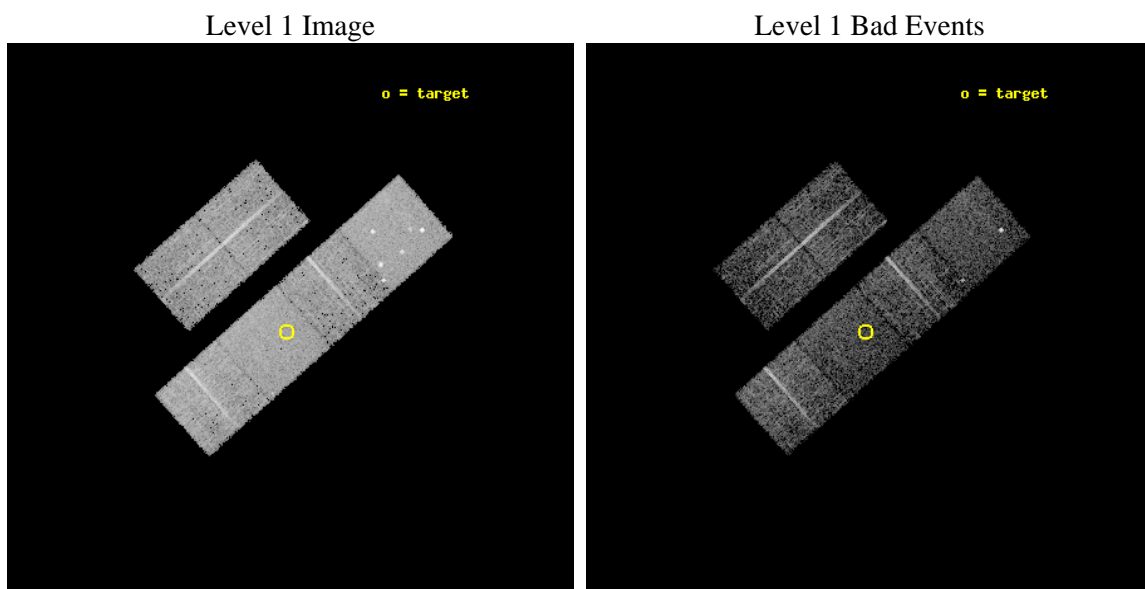 Level 1 Image
Level 1 Bad Events
o = target
o = target